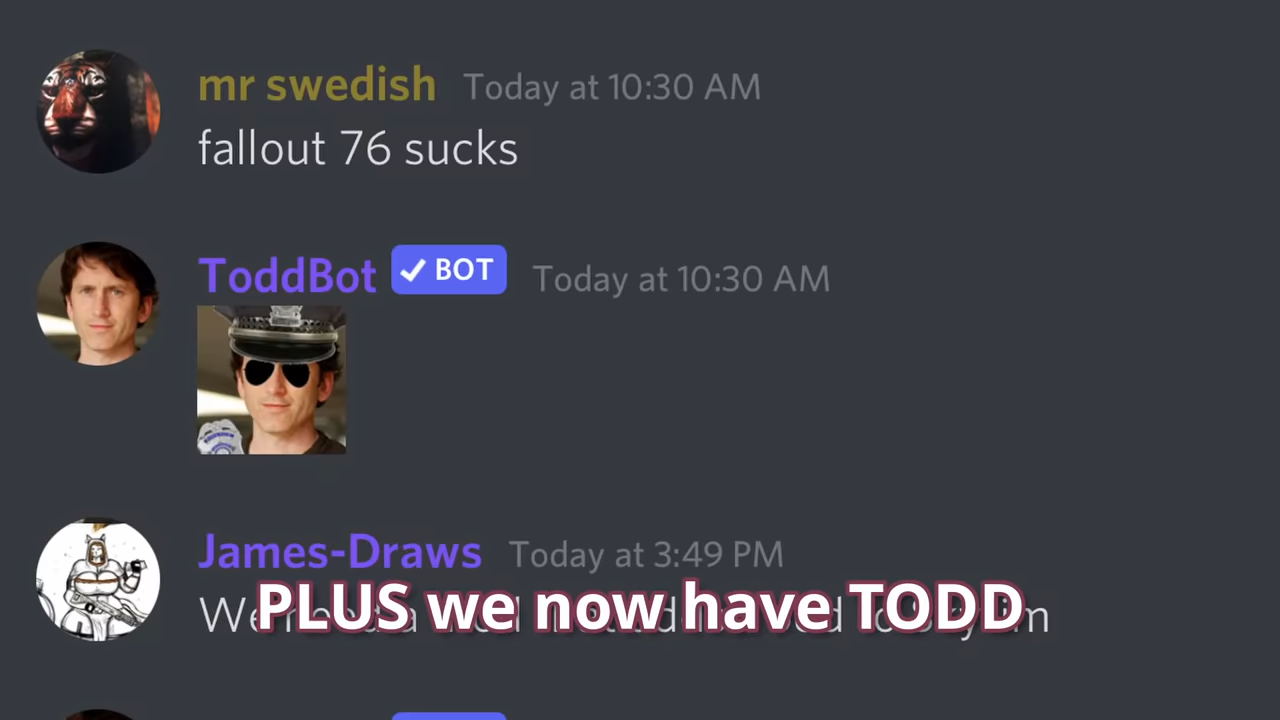 mr swedish Today at 10:30 AM
fallout 76 sucks
ToddBot BOT Today at 10:30 AM
James-Draws Today at 3:49 PM
PLUS we now have TODD